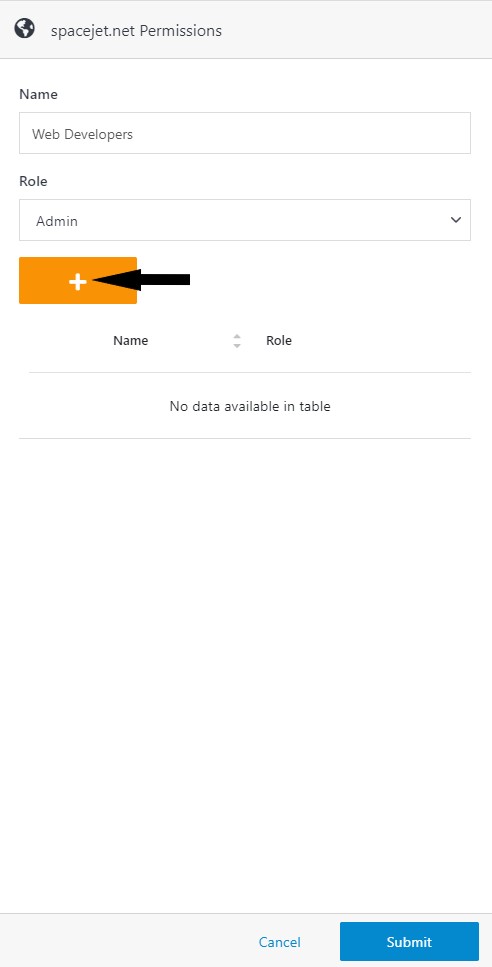 spacejet.net Permissions
Name
Web Developers
Role
Admin
Name Role
No data available in table
Cancel Submit